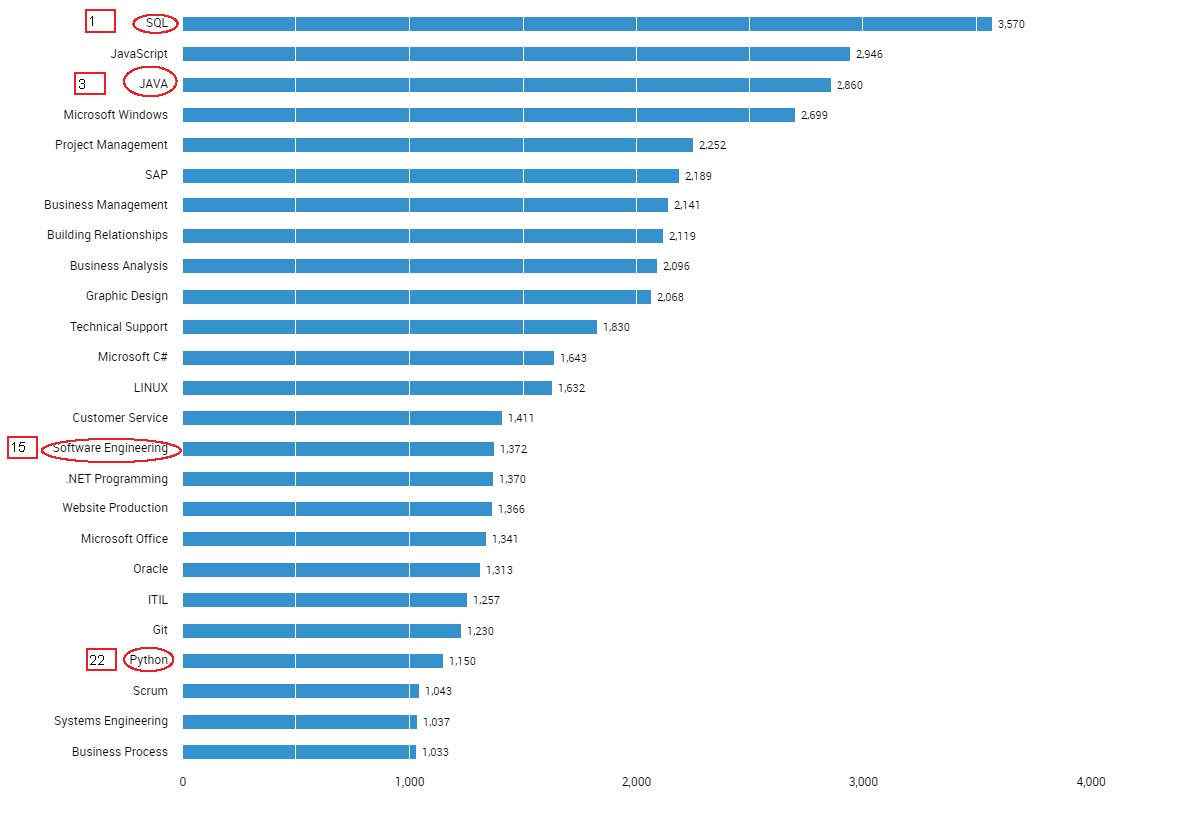 1 SQL 3,570
JavaScript 2,946
3 JAVA 2,860
Microsoft Windows 2,699
Project Management 2,252
SAP 2,189
Business Management 2,141
Building Relationships 2,119
Business Analysis 2,096
Graphic Design 2,068
Technical Support 1,830
Microsoft C# 1,643
LINUX 1,632
Customer Service 1,411
15 Software Engineering 1,372
.NET Programming 1,370
Website Production 1,366
Microsoft Office 1,341
Oracle 1,313
ITIL 1,257
Git 1,230
22 Python 1,150
Scrum 1,043
Systems Engineering 1,037
Business Process 1,033
0 1,000 2,000 3,000 4,000